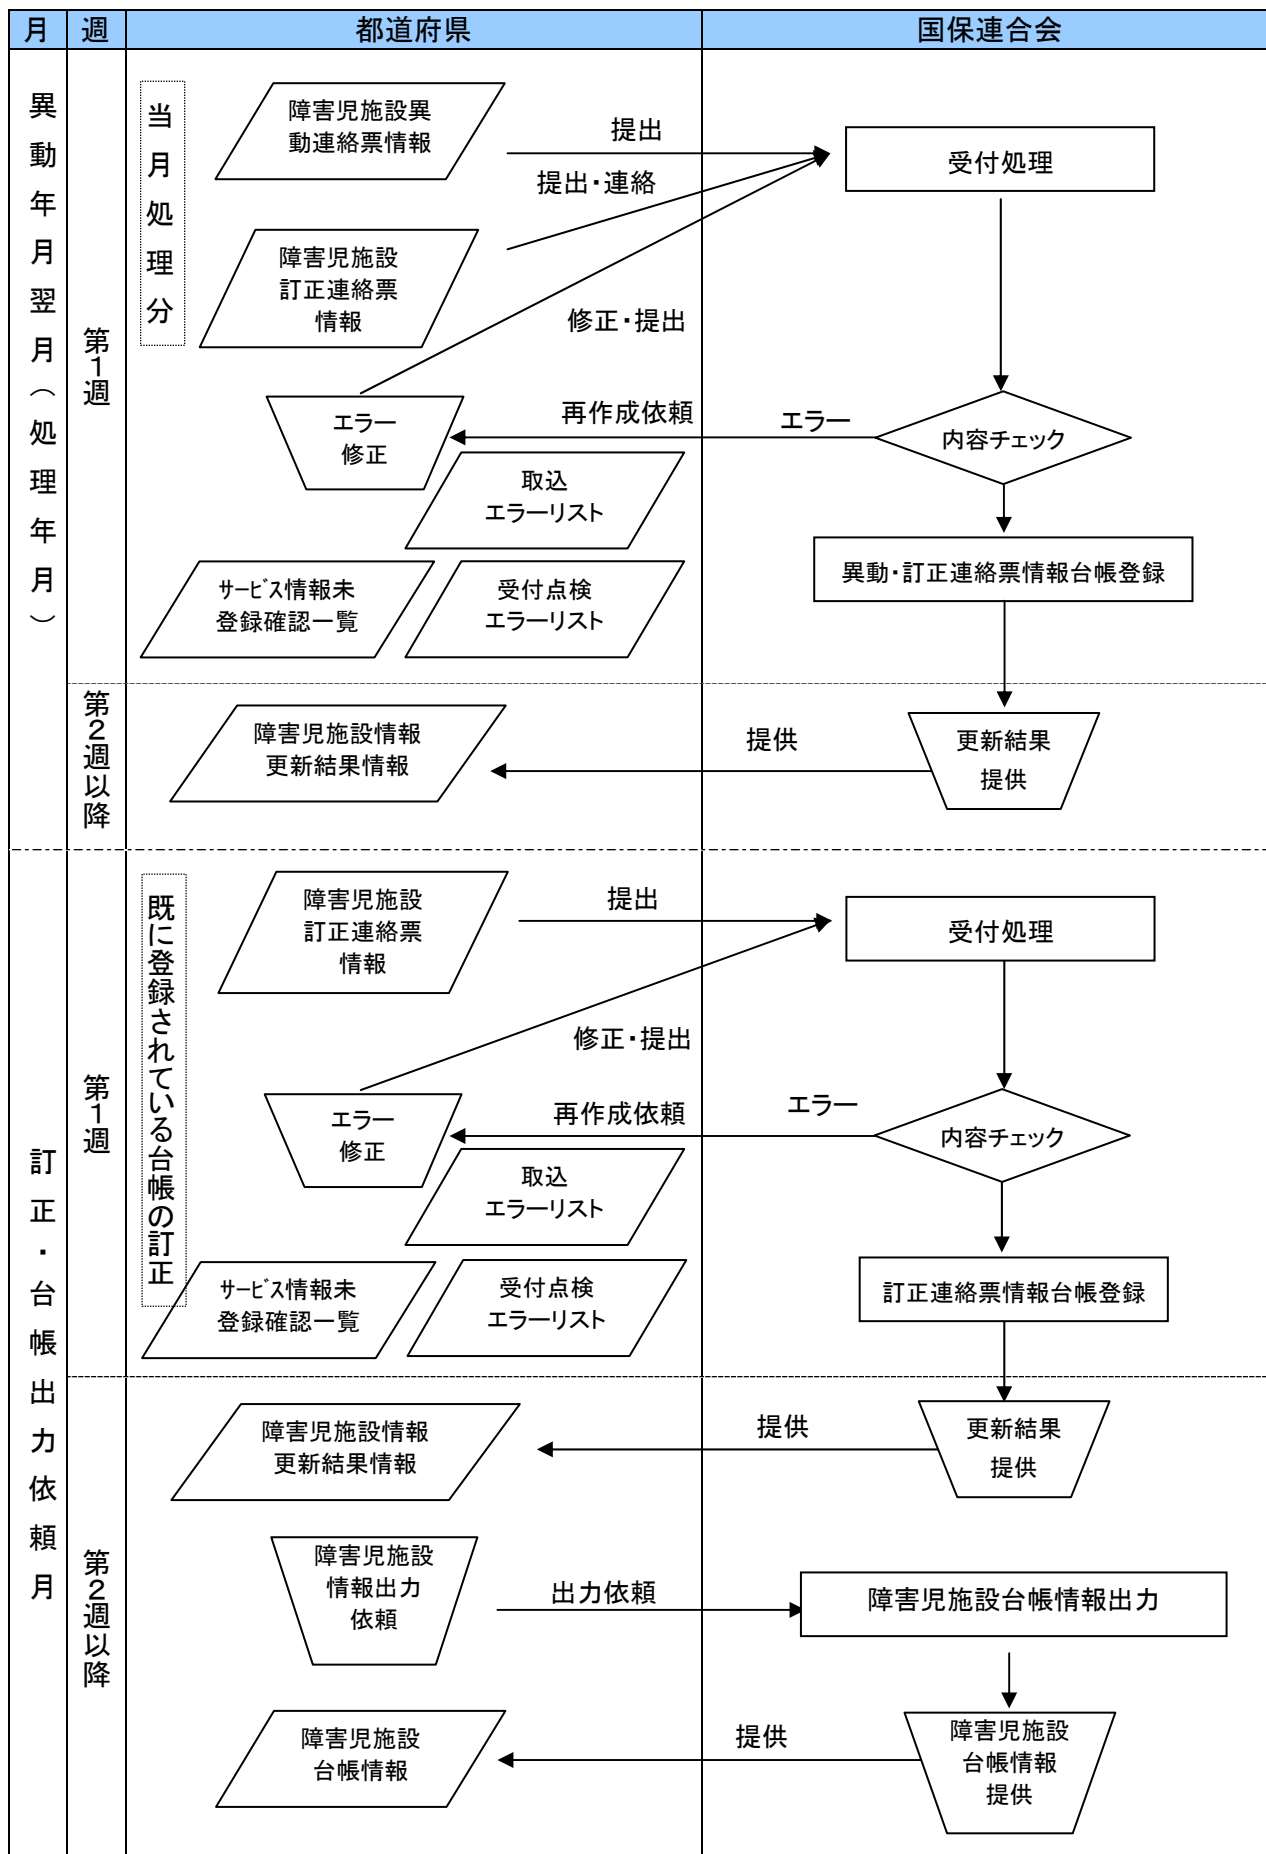 月
週
都道府県
国保連合会
異動年月翌月（処理年月）
第1週
当月処理分
障害児施設異
動連絡票情報
提出
受付処理
提出・連絡
障害児施設
訂正連絡票
情報
修正・提出
エラー
修正
再作成依頼
エラー
内容チェック
取込
エラーリスト
異動・訂正連絡票情報台帳登録
サービス情報未
登録確認一覧
受付点検
エラーリスト
第2週以降
障害児施設情報
更新結果情報
提供
更新結果
提供
訂正・台帳出力依頼月
第1週
既に登録されている台帳の訂正
障害児施設
訂正連絡票
情報
提出
受付処理
修正・提出
エラー
修正
再作成依頼
エラー
内容チェック
取込
エラーリスト
訂正連絡票情報台帳登録
サービス情報未
登録確認一覧
受付点検
エラーリスト
第2週以降
障害児施設情報
更新結果情報
提供
更新結果
提供
障害児施設
情報出力
依頼
出力依頼
障害児施設台帳情報出力
障害児施設
台帳情報
提供
障害児施設
台帳情報
提供